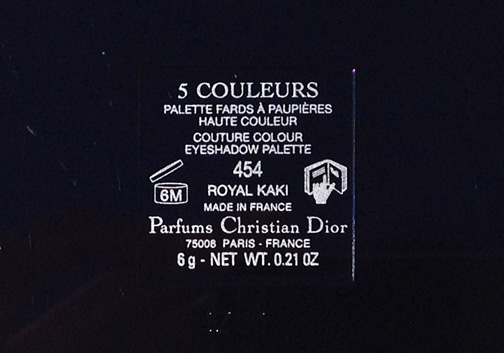 5 COULEURS
PALETTE FARDS À PAUPIÈRES
HAUTE COULEUR
COUTURE COLOUR
EYESHADOW PALETTE
454
6M
ROYAL KAKI
MADE IN FRANCE
Parfums Christian Dior
75008 PARIS - FRANCE
6 g - NET WT. 0.21 OZ